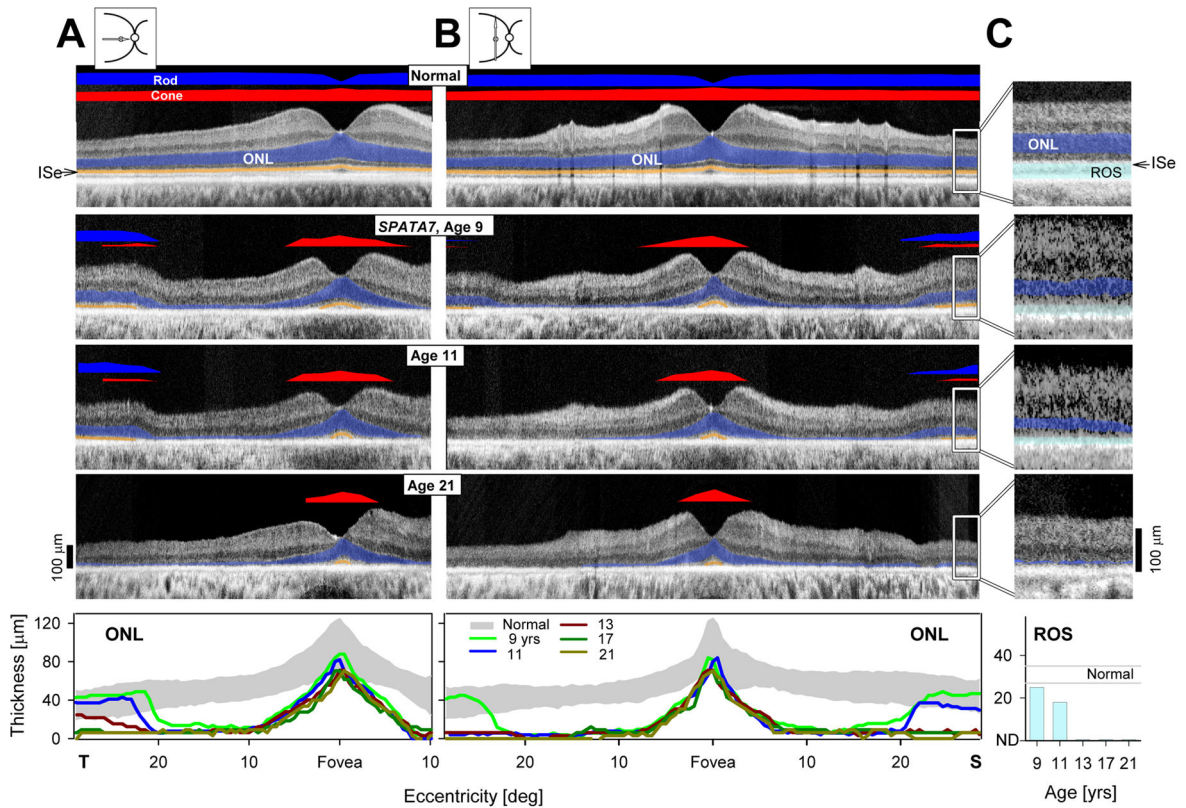 A
B
C
Normal
Rod
Cone
ONL
ONL
ISe
ONL
ROS
ISe
SPATA7, Age 9
Age 11
Age 21
100 µm
100 µm
Thickness [µm]
120
80
40
0
ONL
Normal
9 yrs
11
13
17
21
ONL
ROS
40
20
ND
Normal
T
20
10
Fovea
10
20
10
Fovea
10
20
S
9
11
13
17
21
Eccentricity [deg]
Age [yrs]